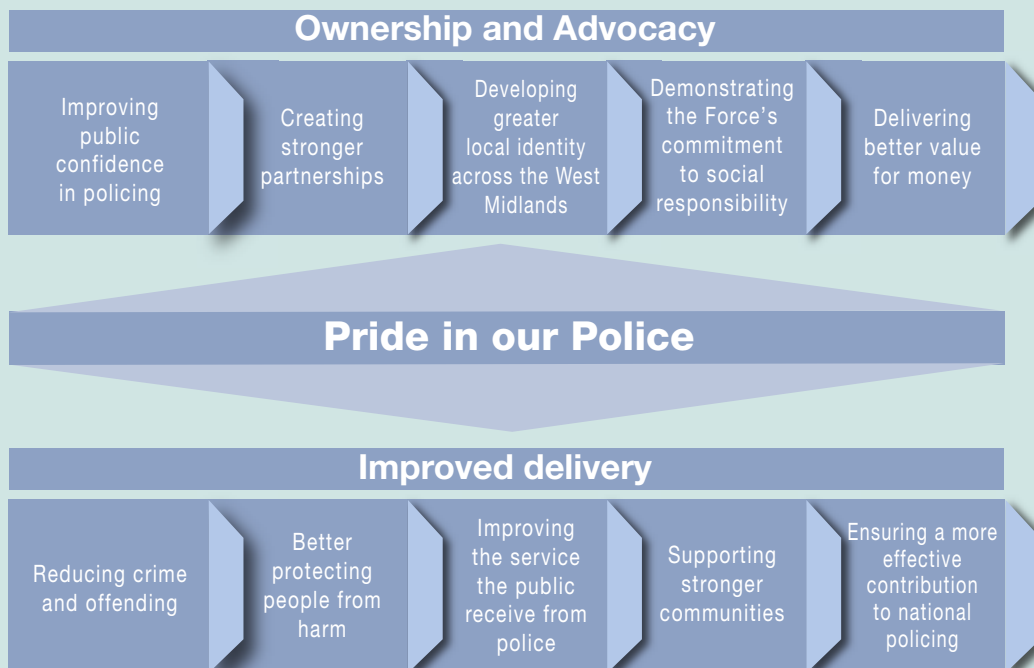 Ownership and Advocacy
Improving
public
confidence
in policing
Creating
stronger
partnerships
Developing
greater
local identity
across the West
Midlands
Demonstrating
the Force's
commitment
to social
responsibility
Delivering
better value
for money
Pride in our Police
Improved delivery
Reducing crime
and offending
Better
protecting
people from
harm
Improving
the service
the public
receive from
police
Supporting
stronger
communities
Ensuring a more
effective
contribution
to national
policing